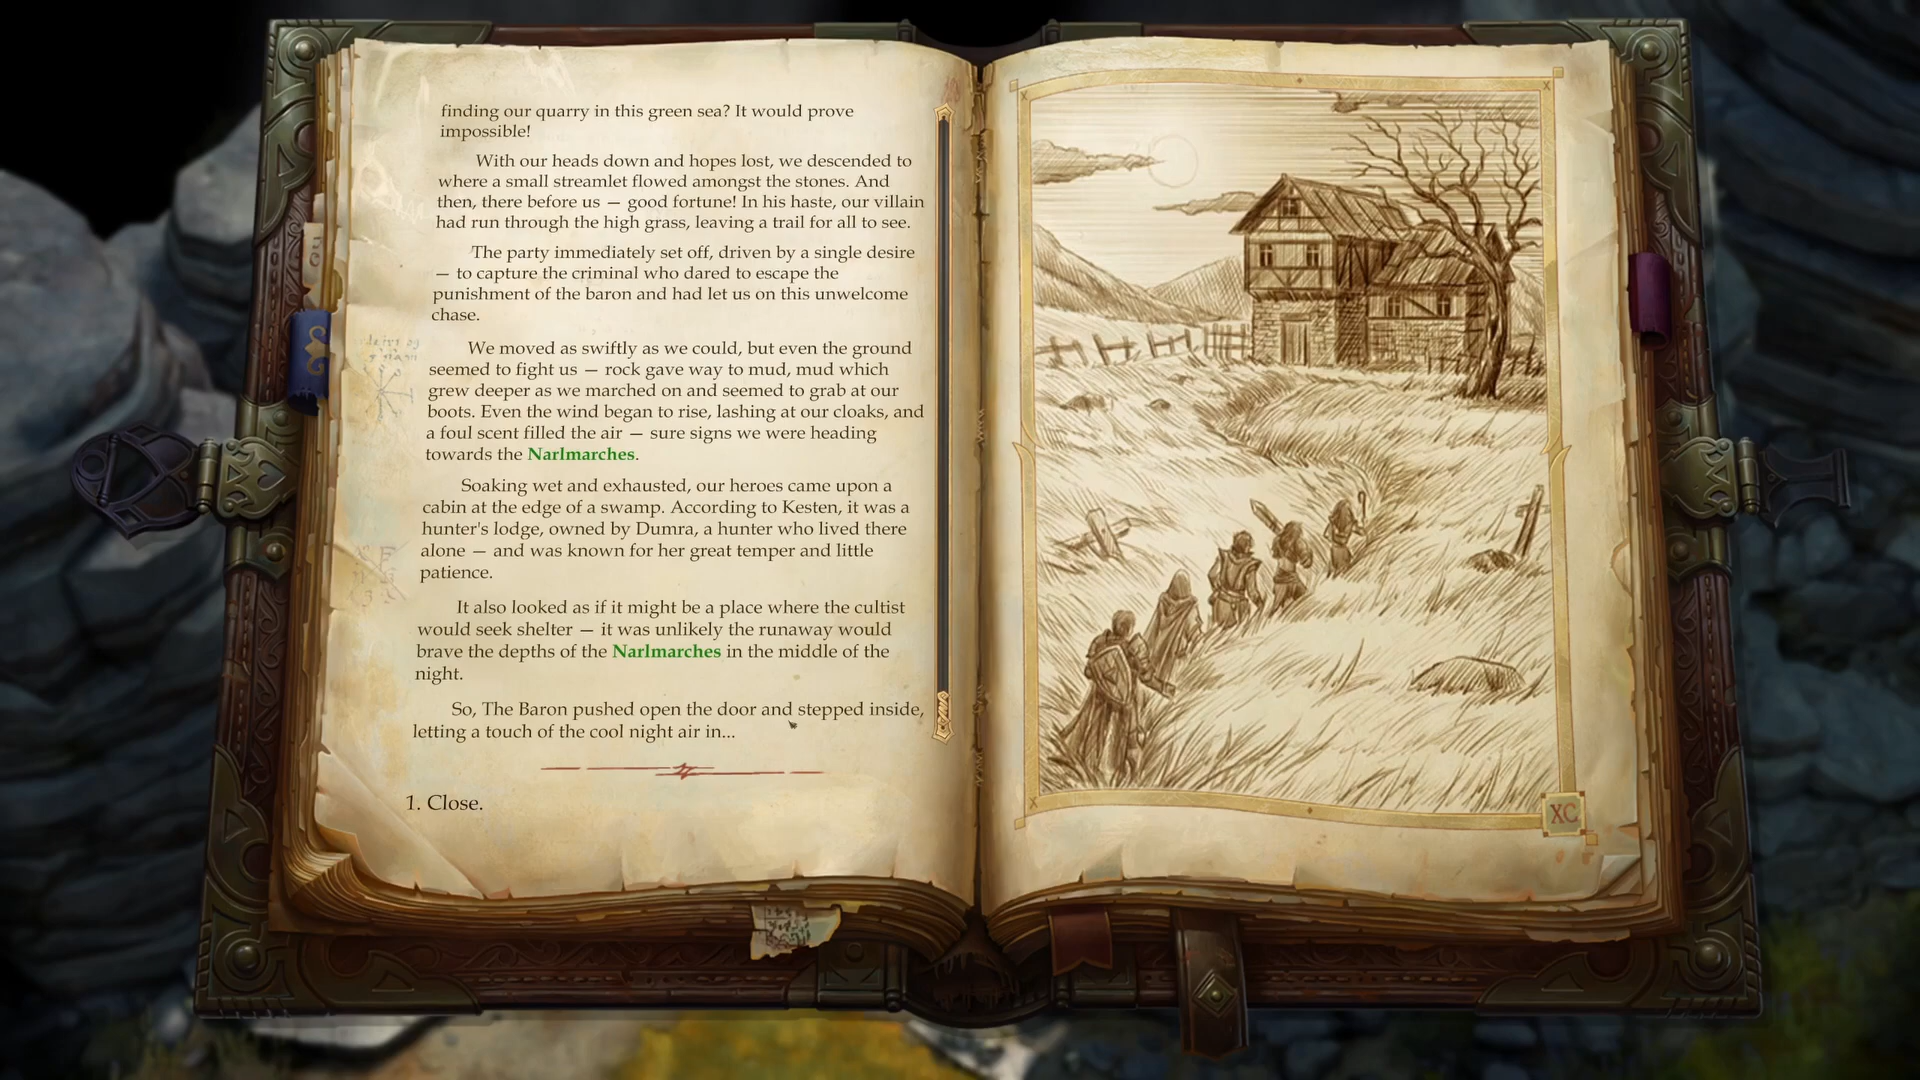 finding our quarry in this green sea? It would prove
impossible!
With our heads down and hopes lost, we descended to
where a small streamlet flowed amongst the stones. And
then, there before us — good fortune! In his haste, our villain
had run through the high grass, leaving a trail for all to see.
The party immediately set off, driven by a single desire
— to capture the criminal who dared to escape the
punishment of the baron and had let us on this unwelcome
chase.
We moved as swiftly as we could, but even the ground
seemed to fight us — rock gave way to mud, mud which
grew deeper as we marched on and seemed to grab at our
boots. Even the wind began to rise, lashing at our cloaks, and
a foul scent filled the air — sure signs we were heading
towards the Narlmarches.
Soaking wet and exhausted, our heroes came upon a
cabin at the edge of a swamp. According to Kesten, it was a
hunter's lodge, owned by Dumra, a hunter who lived there
alone — and was known for her great temper and little
patience.
It also looked as if it might be a place where the cultist
would seek shelter — it was unlikely the runaway would
brave the depths of the Narlmarches in the middle of the
night.
So, The Baron pushed open the door and stepped inside,
letting a touch of the cool night air in...
1. Close.
XC